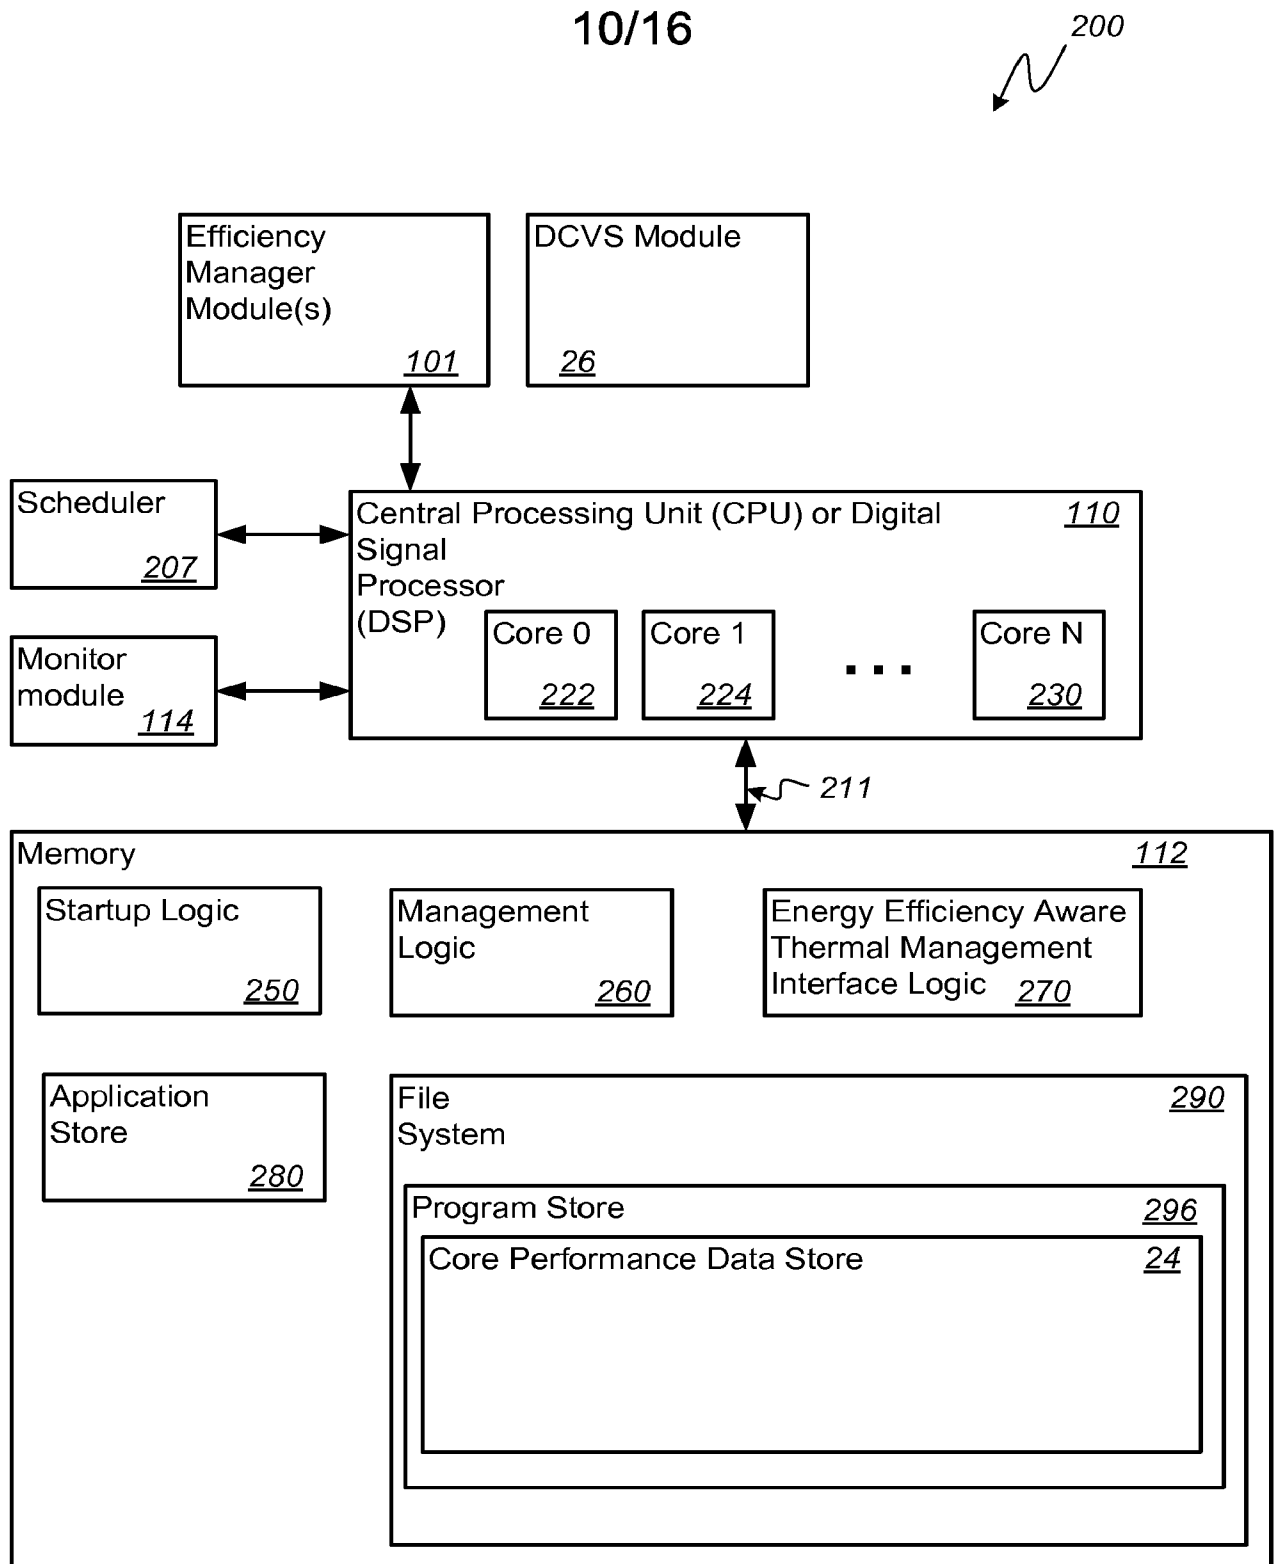 10/16
200
Efficiency
Manager
Module(s)
101
DCVS Module
26
Scheduler
207
Central Processing Unit (CPU) or Digital
Signal
Processor
(DSP)
110
Core 0
222
Core 1
224
...
Core N
230
Monitor
module
114
211
Memory
112
Startup Logic
250
Management
Logic
260
Energy Efficiency Aware
Thermal Management
Interface Logic 270
Application
Store
280
File
System
290
Program Store
296
Core Performance Data Store
24